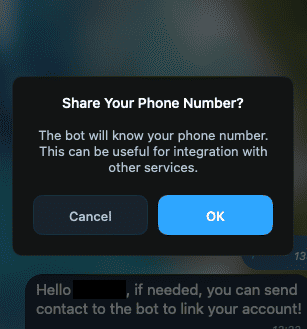 Share Your Phone Number?
The bot will know your phone number.
This can be useful for integration with
other services.
Cancel
OK
Hello , if needed, you can send
contact to the bot to link your account!